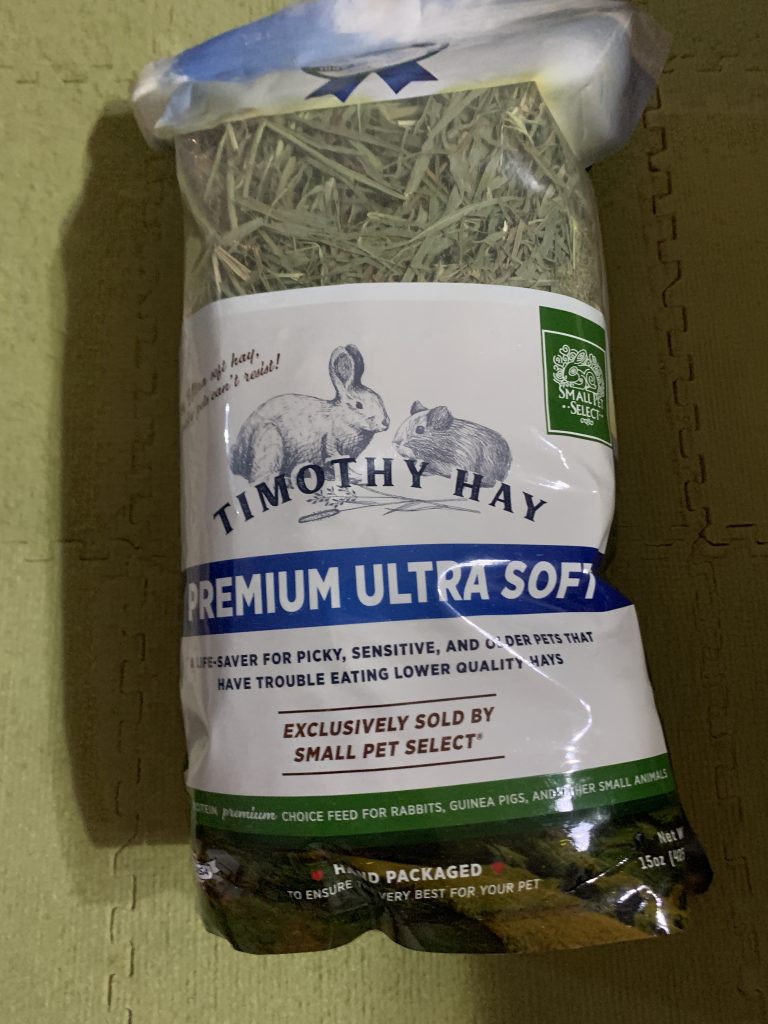 soft hay,
can't resist!
SMALL PET
SELECT
TIMOTHY HAY
PREMIUM ULTRA SOFT
LIFE-SAVER FOR PICKY, SENSITIVE, AND OLDER PETS THAT
HAVE TROUBLE EATING LOWER QUALITY HAYS
EXCLUSIVELY SOLD BY
SMALL PET SELECT®
premium CHOICE FEED FOR RABBITS, GUINEA PIGS, AND OTHER SMALL ANIMALS
Net W
15oz
HAND PACKAGED
TO ENSURE VERY BEST FOR YOUR PET